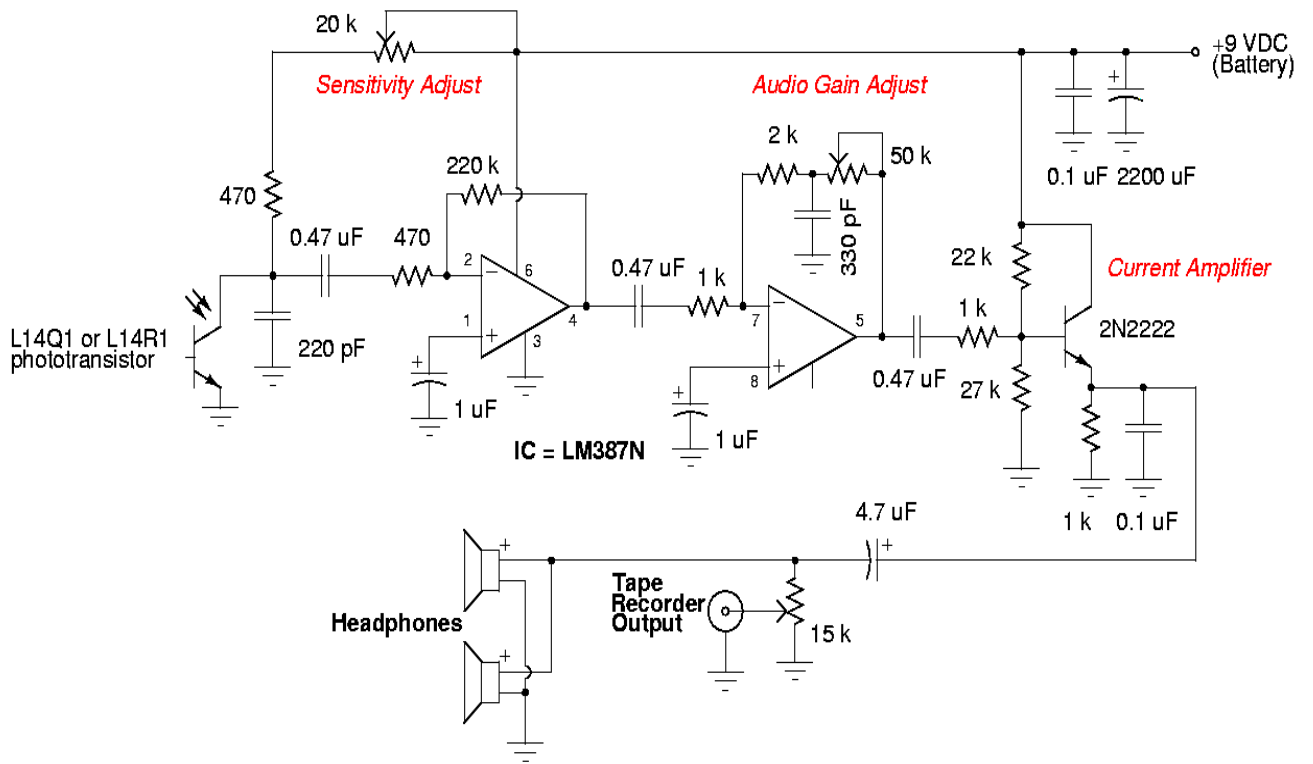 20 k
Sensitivity Adjust
Audio Gain Adjust
+9 VDC
(Battery)
+
2 k
50 k
330 pF
0.1 uF
2200 uF
470
220 k
0.47 uF
470
2
−
6
4
1
+
3
0.47 uF
1 k
7
−
5
8
+
22 k
Current Amplifier
1 k
2N2222
0.47 uF
27 k
L14Q1 or L14R1
phototransistor
220 pF
+
1 uF
+
1 uF
IC = LM387N
1 k
0.1 uF
4.7 uF
+
+
Headphones
+
Tape
Recorder
Output
15 k